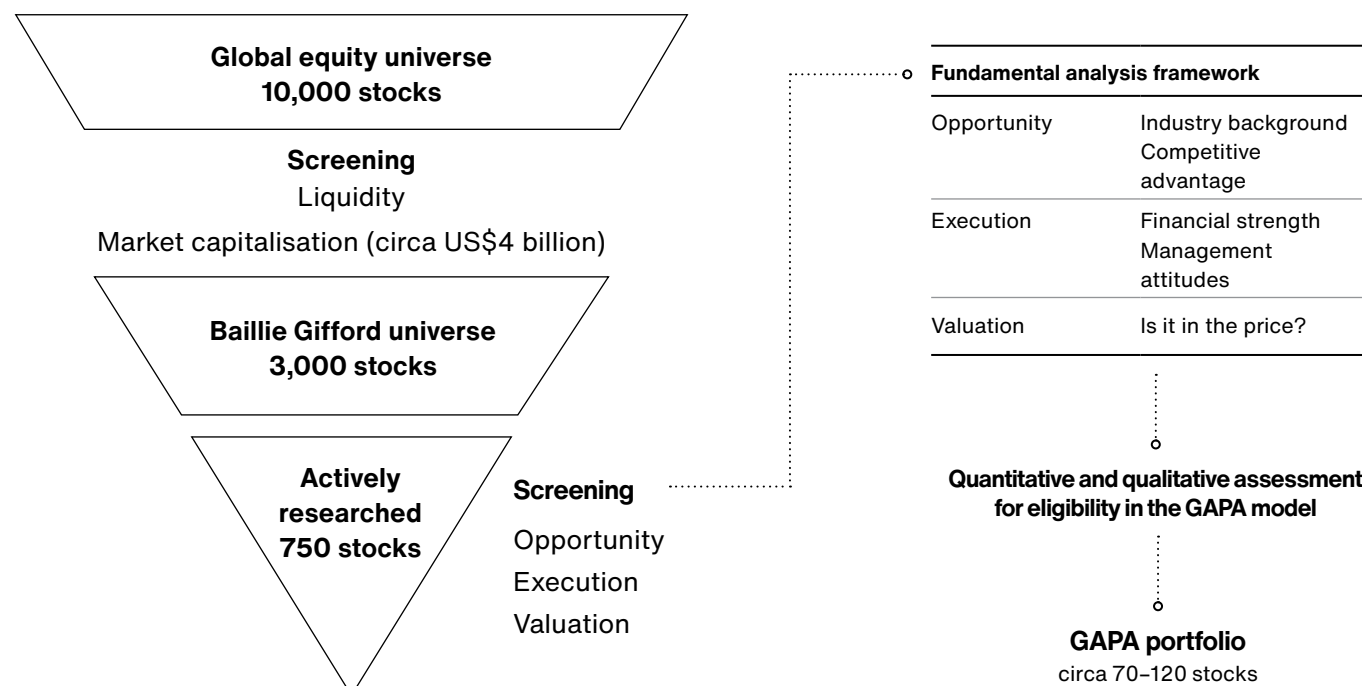 Global equity universe
10,000 stocks
Screening
Liquidity
Market capitalisation (circa US$4 billion)
Baillie Gifford universe
3,000 stocks
Actively
researched
750 stocks
Screening
Opportunity
Execution
Valuation
Fundamental analysis framework
Opportunity
Industry background
Competitive
advantage
Execution
Financial strength
Management
attitudes
Valuation
Is it in the price?
Quantitative and qualitative assessment
for eligibility in the GAPA model
GAPA portfolio
circa 70–120 stocks